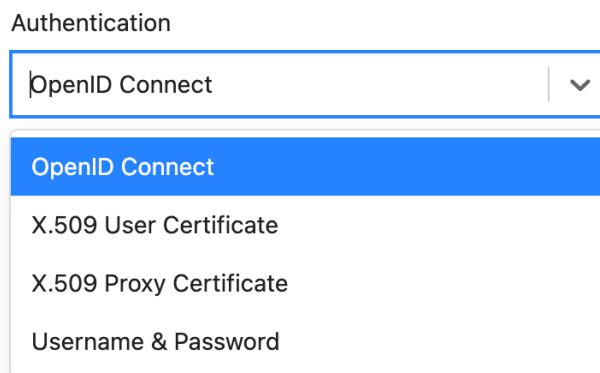 Authentication
OpenID Connect
OpenID Connect
X.509 User Certificate
X.509 Proxy Certificate
Username & Password